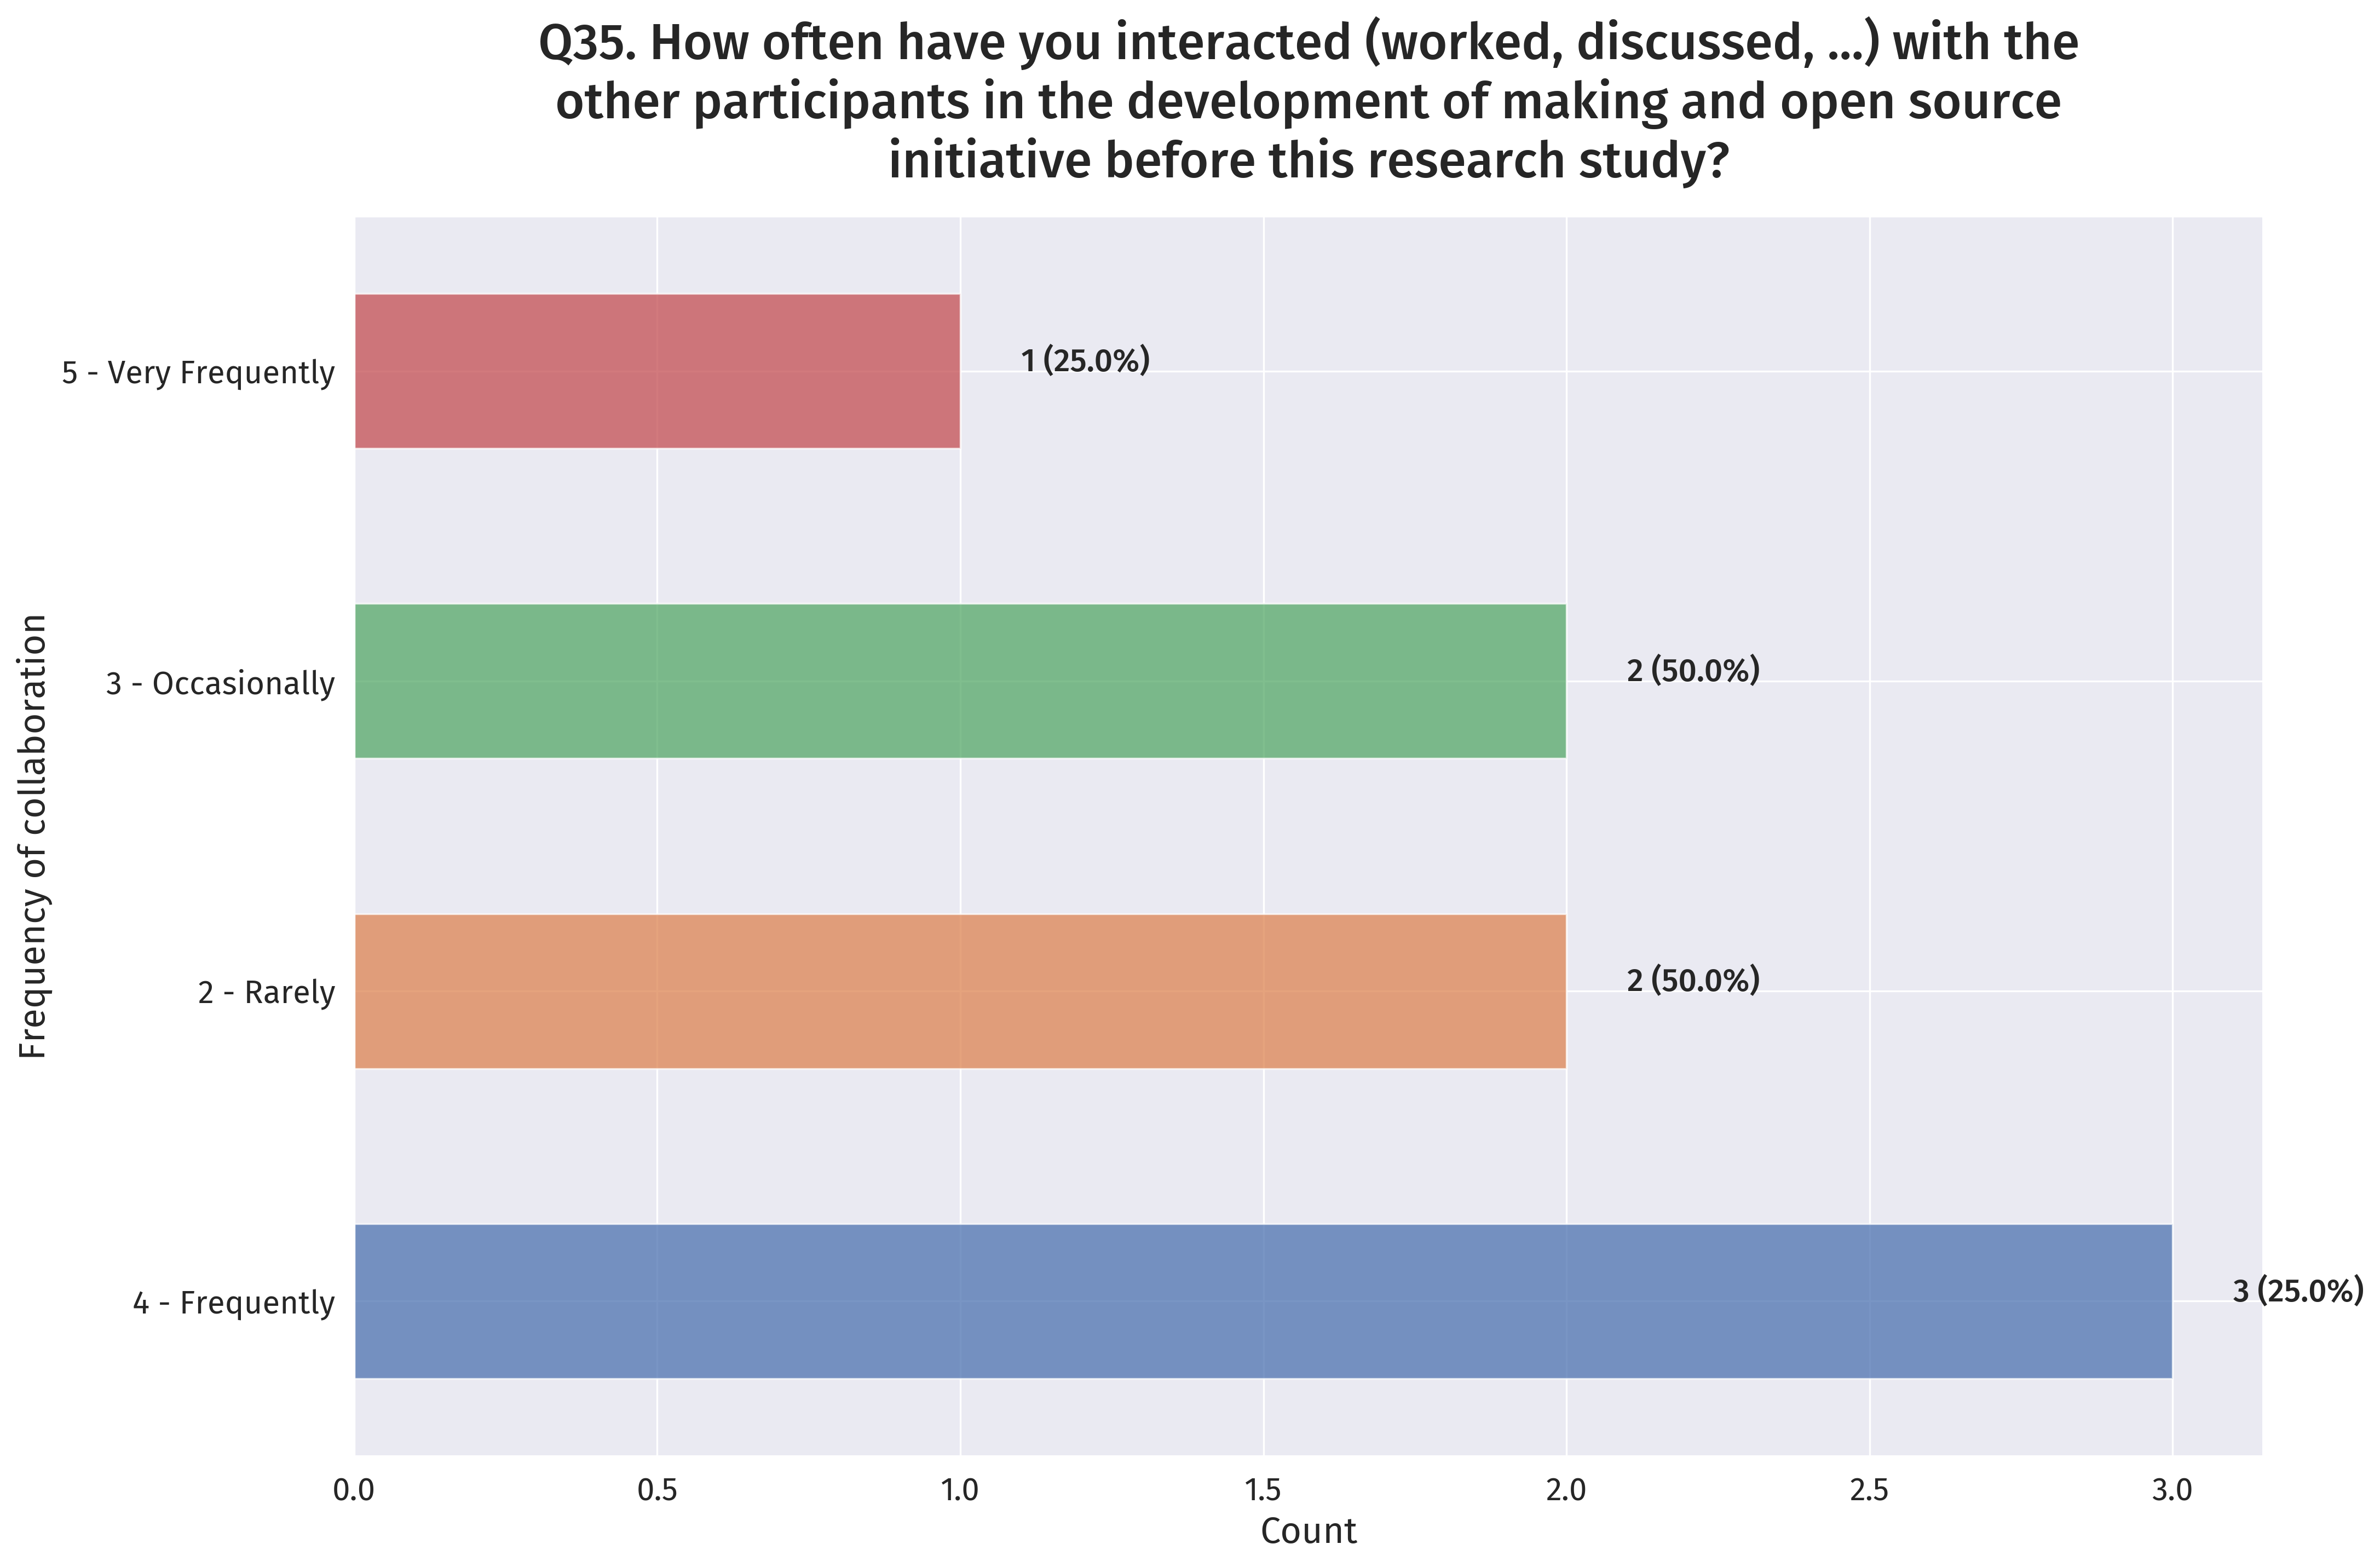 Q35. How often have you interacted (worked, discussed, ...) with the
other participants in the development of making and open source
initiative before this research study?
5 - Very Frequently
1 (25.0%)
3 - Occasionally
2 (50.0%)
2 - Rarely
2 (50.0%)
4 - Frequently
3 (25.0%)
Frequency of collaboration
0.0 0.5 1.0 1.5 2.0 2.5 3.0
Count